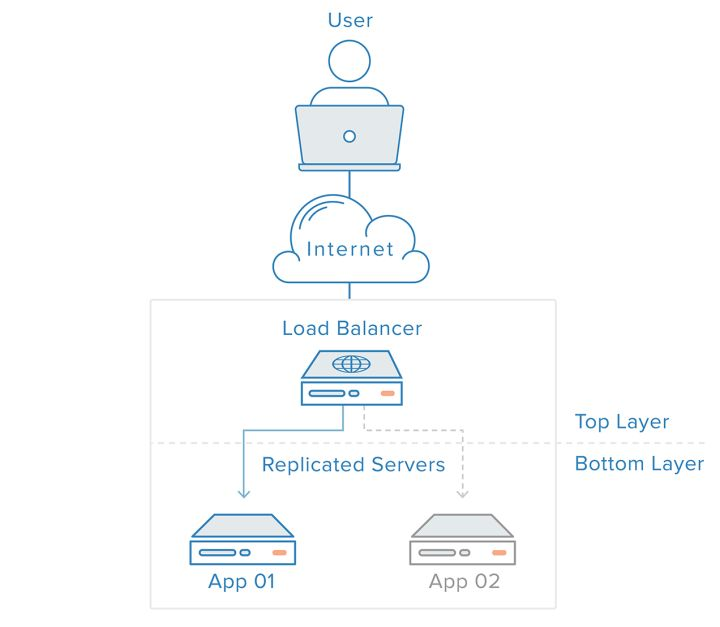 User
Internet
Load Balancer
Top Layer
Replicated Servers
Bottom Layer
App 01
App 02